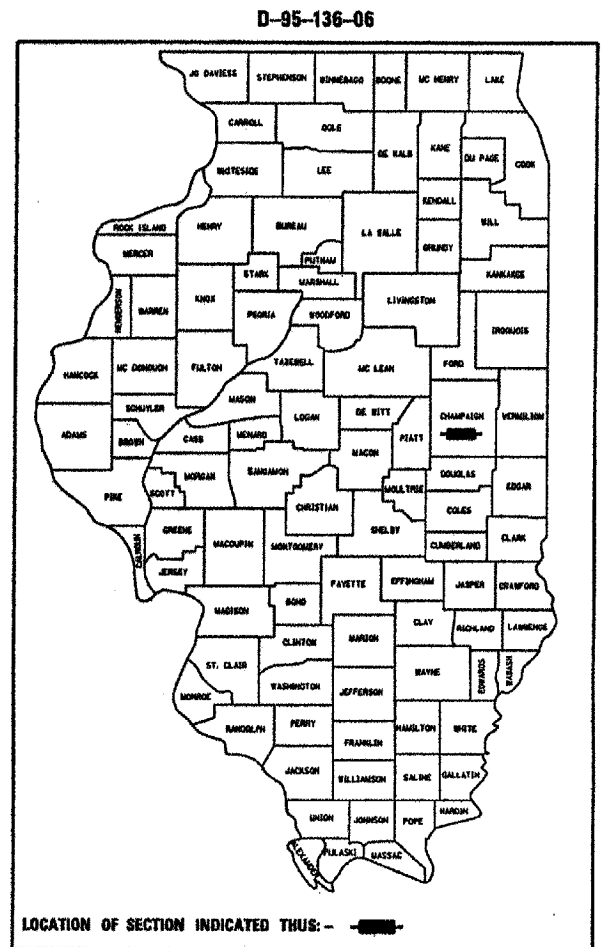 D-95-136-06
JO DAVIESS STEPHENSON WINNEBAGO BOONE MC HENRY LAKE
CARROLL OGLE
DE KALB KANE DU PAGE COOK
WHITESIDE LEE
KENDALL WILL
ROCK ISLAND HENRY BUREAU LA SALLE GRUNDY
MERCER PUTNAM
STARK MARSHALL KANKAKEE
HENDERSON WARREN KNOX PEORIA WOODFORD LIVINGSTON IROQUOIS
HANCOCK MC DONOUGH FULTON TAZEWELL MC LEAN FORD
MASON
SCHUYLER LOGAN DE WITT CHAMPAIGN VERMILION
ADAMS BROWN CASS MENARD PIATT
MACON
MORGAN SANGAMON DOUGLAS
PIKE SCOTT MOULTRIE EDGAR
CHRISTIAN COLES
GREENE MACOUPIN MONTGOMERY SHELBY
CALHOUN CUMBERLAND CLARK
JERSEY
FAYETTE EFFINGHAM JASPER CRAWFORD
MADISON BOND
CLAY RICHLAND LAWRENCE
CLINTON MARION
ST. CLAIR WAYNE EDWARDS WABASH
WASHINGTON JEFFERSON
MONROE
RANDOLPH PERRY HAMILTON WHITE
FRANKLIN
JACKSON WILLIAMSON SALINE GALLATIN
HARDIN
UNION JOHNSON POPE
ALEXANDER PULASKI MASSAC
LOCATION OF SECTION INDICATED THUS: -